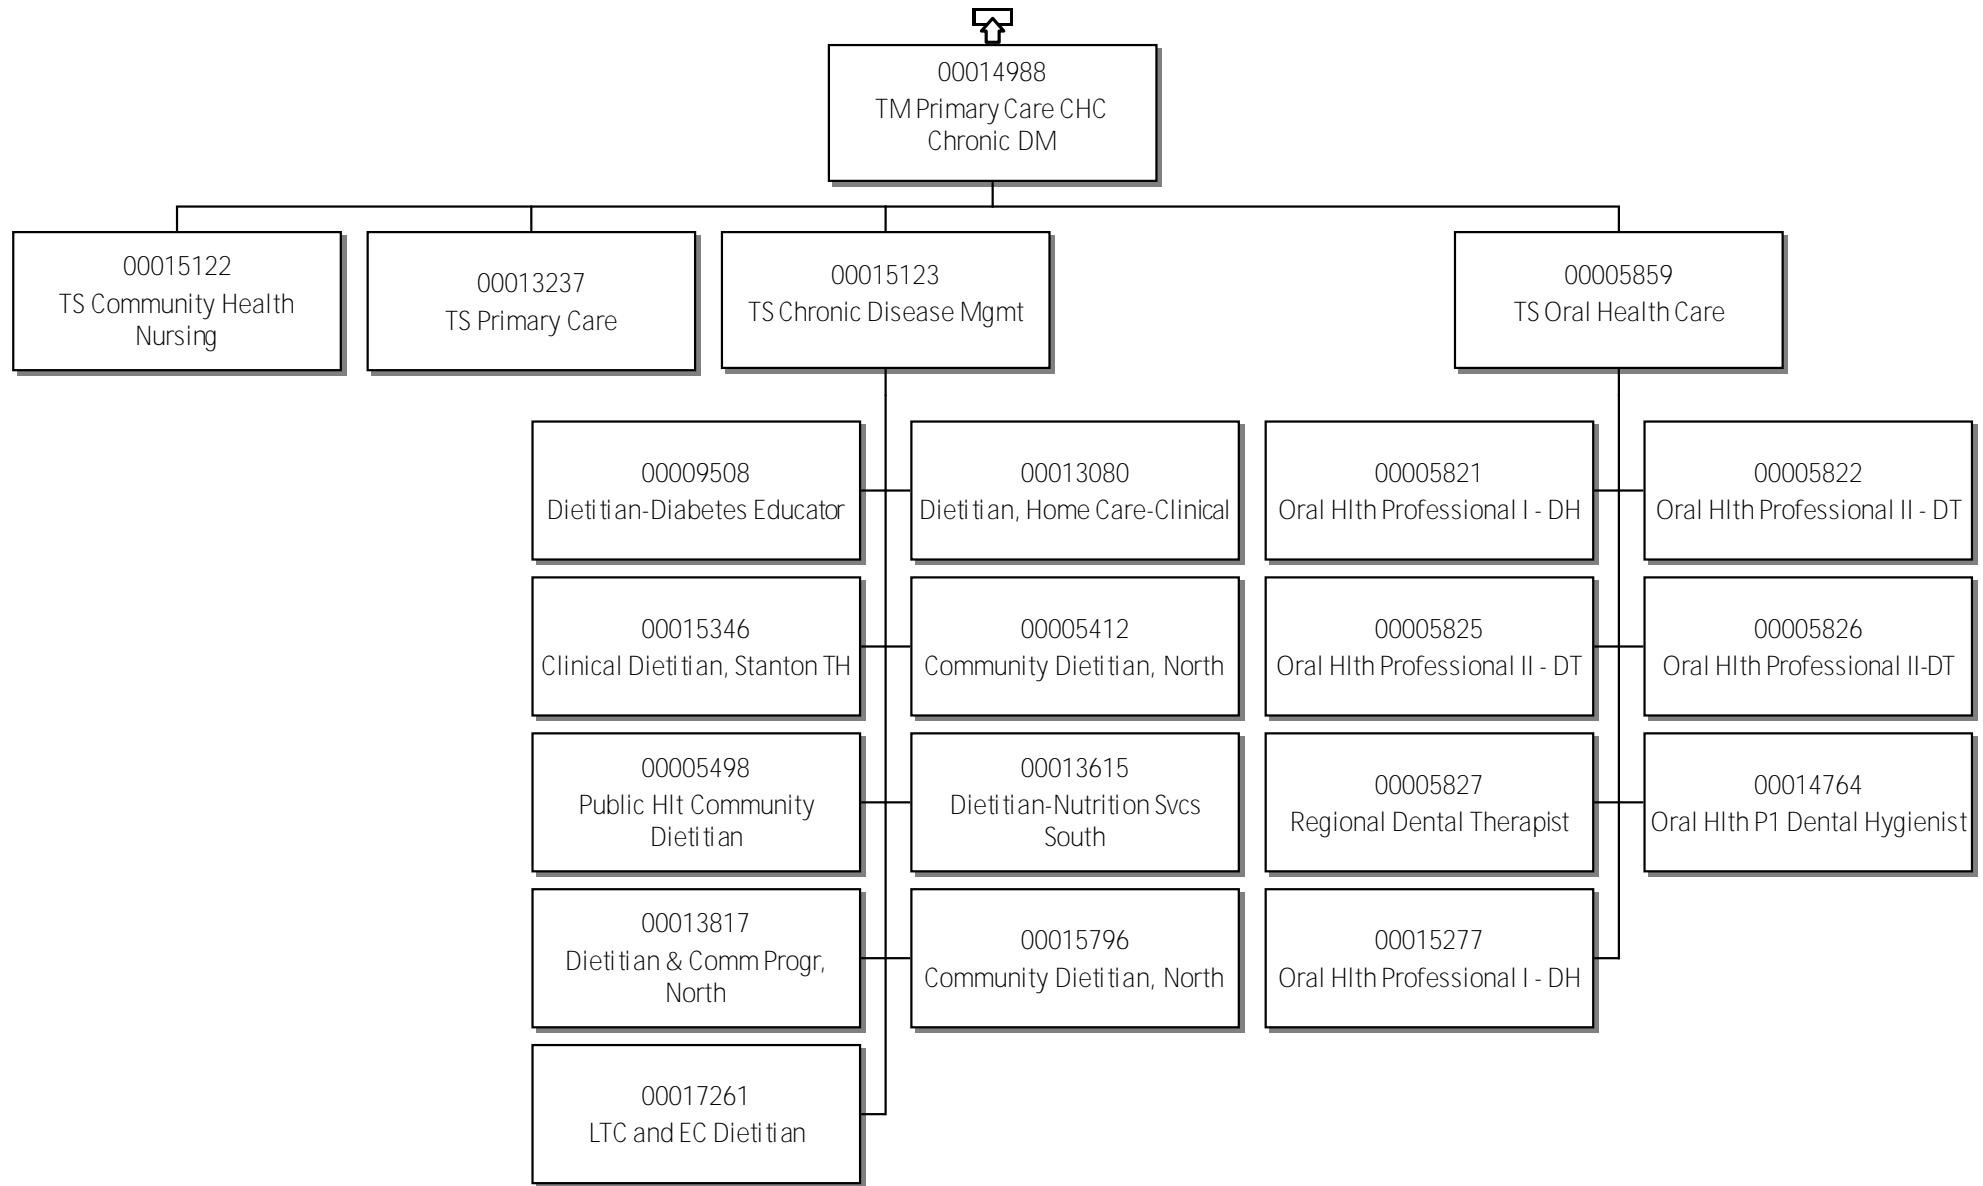 00014988
TM Primary Care CHC
Chronic DM
00015122
TS Community Health
Nursing
00013237
TS Primary Care
00015123
TS Chronic Disease Mgmt
00005859
TS Oral Health Care
00009508
Dietitian-Diabetes Educator
00013080
Dietitian, Home Care-Clinical
00005821
Oral Hlth Professional I - DH
00005822
Oral Hlth Professional II - DT
00015346
Clinical Dietitian, Stanton TH
00005412
Community Dietitian, North
00005825
Oral Hlth Professional II - DT
00005826
Oral Hlth Professional II-DT
00005498
Public Hlt Community
Dietitian
00013615
Dietitian-Nutrition Svcs
South
00005827
Regional Dental Therapist
00014764
Oral Hlth P1 Dental Hygienist
00013817
Dietitian & Comm Progr,
North
00015796
Community Dietitian, North
00015277
Oral Hlth Professional I - DH
00017261
LTC and EC Dietitian